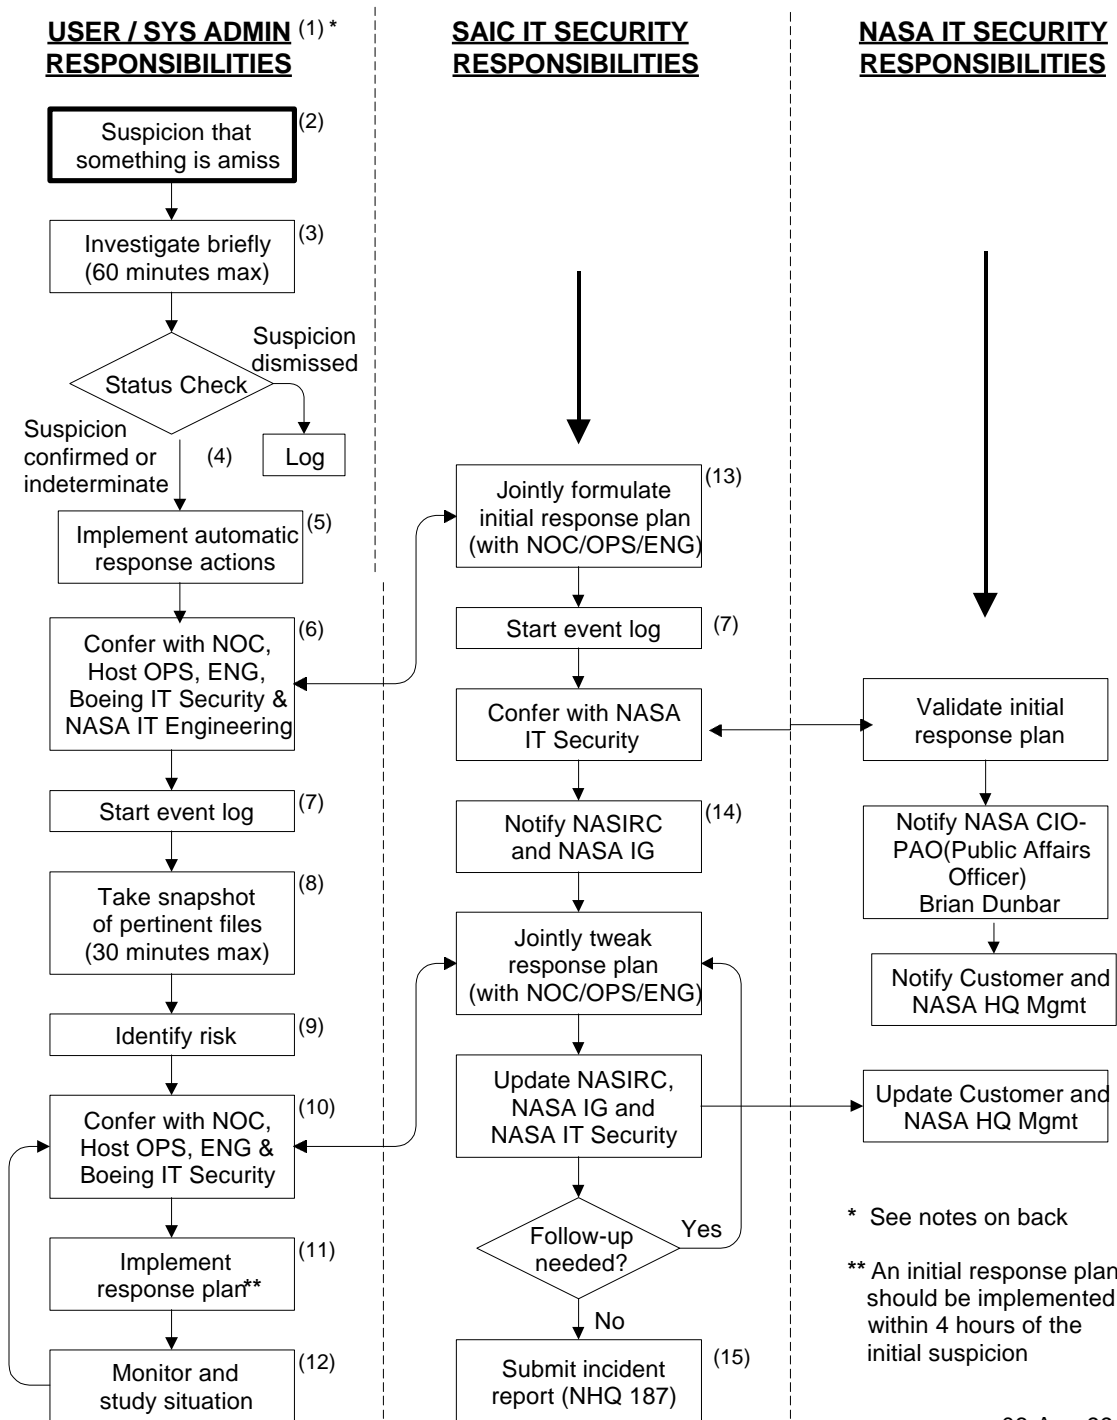 USER / SYS ADMIN (1) *
RESPONSIBILITIES
(2)
Suspicion that
something is amiss
(3)
Investigate briefly
(60 minutes max)
Suspicion
dismissed
Status Check
Suspicion
confirmed or
indeterminate
(4)
Log
(5)
Implement automatic
response actions
(6)
Confer with NOC,
Host OPS, ENG,
Boeing IT Security &
NASA IT Engineering
Start event log
(7)
(8)
Take snapshot
of pertinent files
(30 minutes max)
Identify risk
(9)
(10)
Confer with NOC,
Host OPS, ENG &
Boeing IT Security
(11)
Implement
response plan**
(12)
Monitor and
study situation
SAIC IT SECURITY
RESPONSIBILITIES
(13)
Jointly formulate
initial response plan
(with NOC/OPS/ENG)
Start event log
(7)
Confer with NASA
IT Security
(14)
Notify NASIRC
and NASA IG
Jointly tweak
response plan
(with NOC/OPS/ENG)
Update NASIRC,
NASA IG and
NASA IT Security
Follow-up
needed?
Yes
No
(15)
Submit incident
report (NHQ 187)
NASA IT SECURITY
RESPONSIBILITIES
Validate initial
response plan
Notify NASA CIO-
PAO(Public Affairs
Officer)
Brian Dunbar
Notify Customer and
NASA HQ Mgmt
Update Customer and
NASA HQ Mgmt
* See notes on back
** An initial response plan
should be implemented
within 4 hours of the
initial suspicion